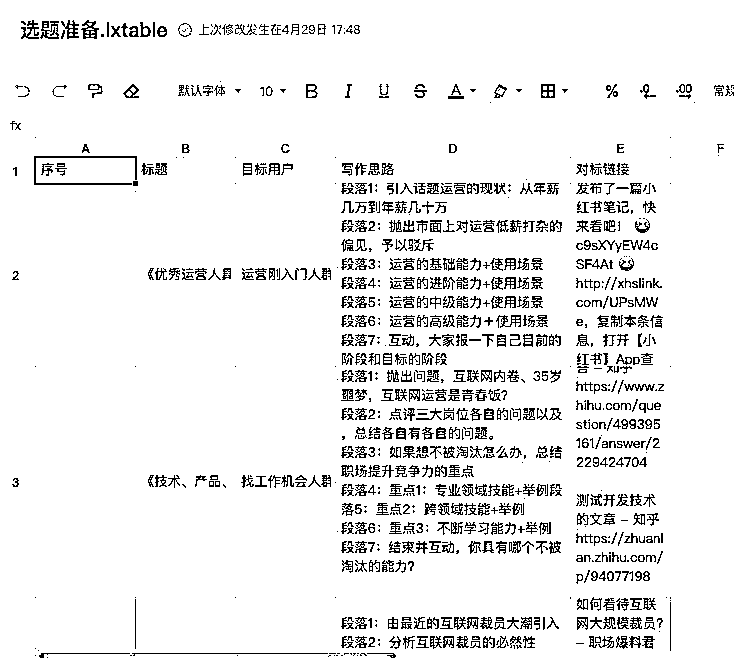 选题准备.lxtable 上次修改发生在4月29日 17:48
默认字体 10 B I U S A % .0 .00 常规
fx
A B C D E F
1 序号 标题 目标用户 写作思路 对标链接
段落1：引入话题运营的现状：从年薪
几万到年薪几十万
段落2：抛出市面上对运营低薪打杂的
偏见，予以驳斥
段落3：运营的基础能力+使用场景
段落4：运营的进阶能力+使用场景
段落5：运营的中级能力+使用场景
段落6：运营的高级能力＋使用场景
段落7：互动，大家报一下自己目前的
阶段和目标的阶段
发布了一篇小
红书笔记，快
来看吧！ 😀
c9sXYyEW4c
SF4At 😀
http://xhslink.
com/UPsMW
e，复制本条信
息，打开【小
红书】App查
2 《优秀运营人员 运营刚入门人群
段落1：抛出问题，互联网内卷、35岁
噩梦，互联网运营是青春饭？
段落2：点评三大岗位各自的问题以及
，总结各自有各自的问题。
段落3：如果想不被淘汰怎么办，总结
职场提升竞争力的重点
段落4：重点1：专业领域技能+举例段
落5：重点2：跨领域技能+举例
段落6：重点3：不断学习能力+举例
段落7：结束并互动，你具有哪个不被
淘汰的能力？
答 – 知乎
https://www.z
hihu.com/que
stion/499395
161/answer/2
229424704
测试开发技术
的文章 – 知乎
https://zhuanl
an.zhihu.com/
p/94077198
3 《技术、产品、 找工作机会人群
段落1：由最近的互联网裁员大潮引入
段落2：分析互联网裁员的必然性
如何看待互联
网大规模裁员？
– 职场爆料君